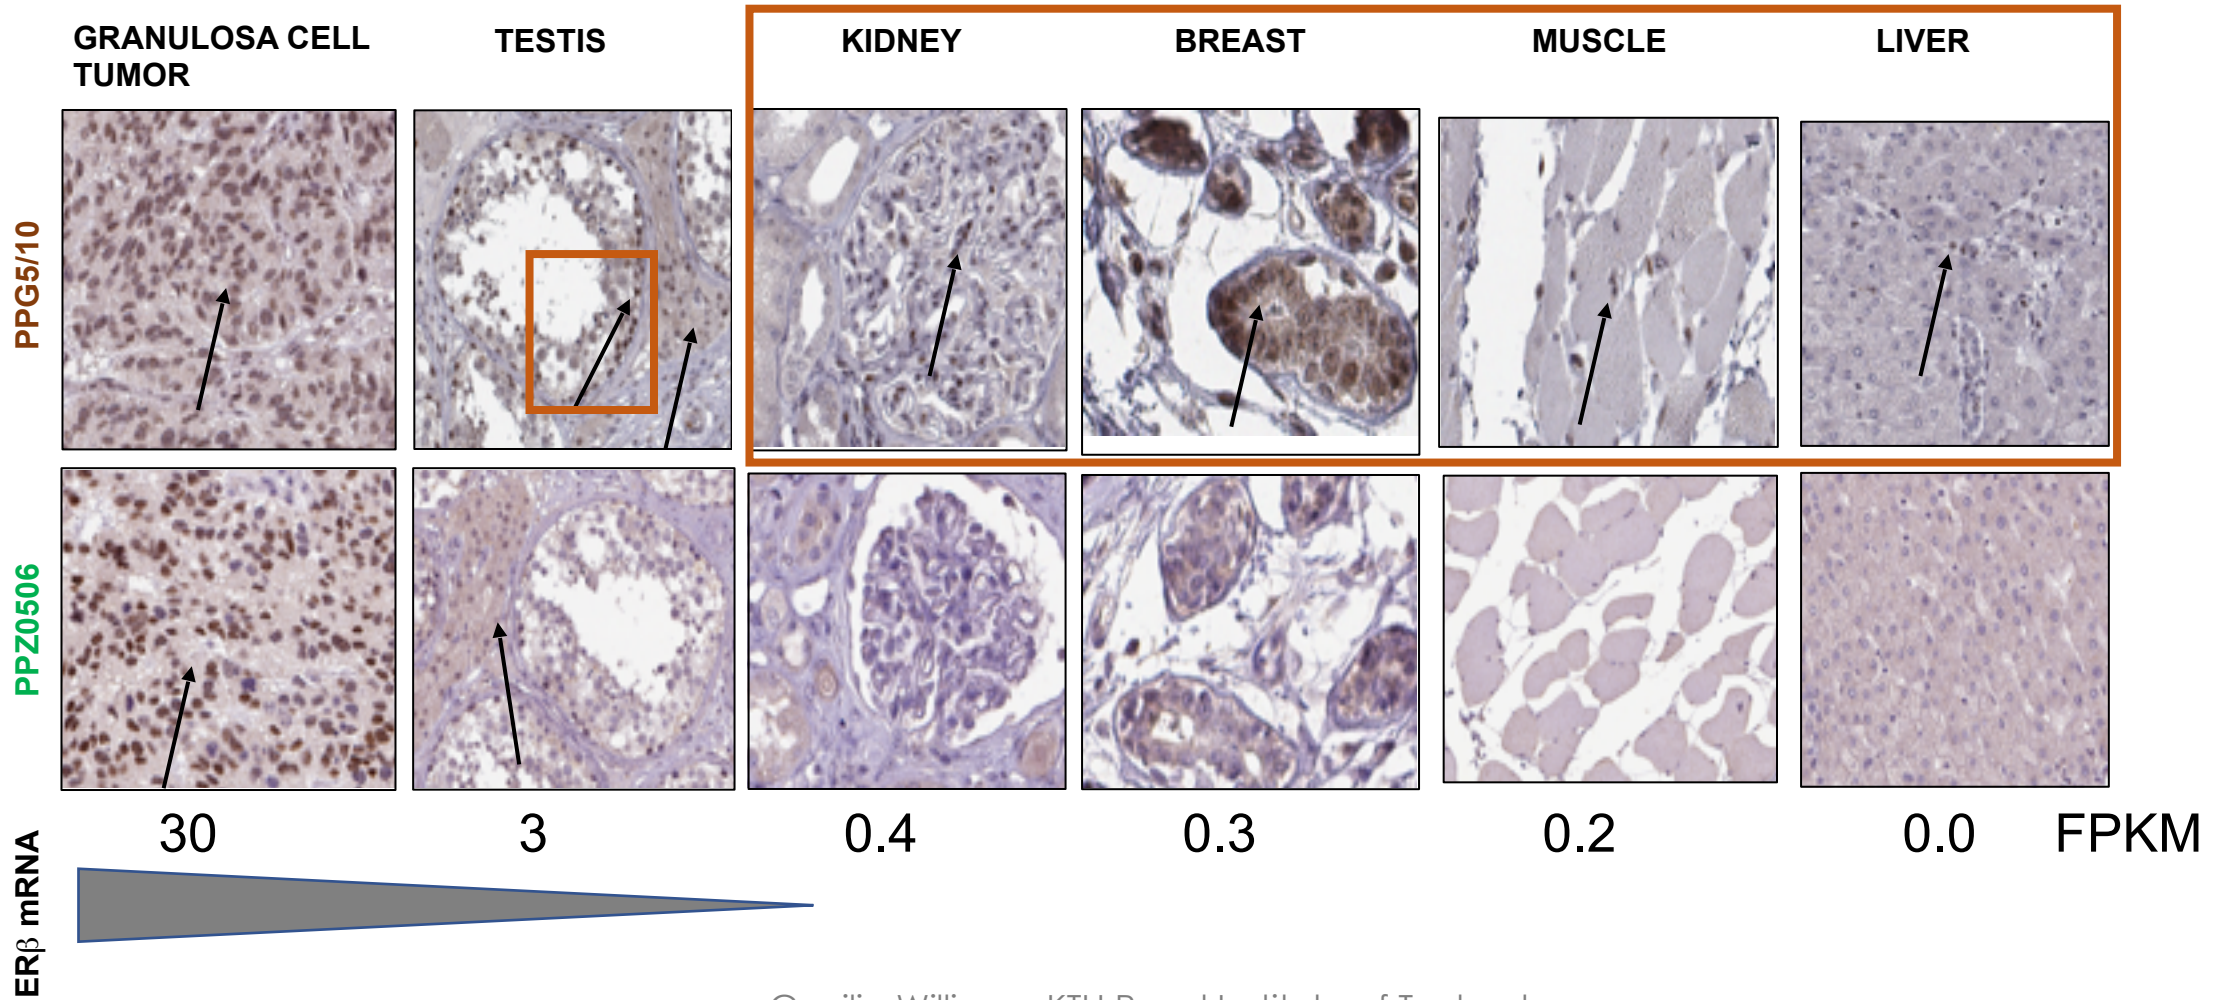 GRANULOSA CELL
TUMOR
TESTIS
KIDNEY
BREAST
MUSCLE
LIVER
PPG5/10
PPZ0506
30
3
0.4
0.3
0.2
0.0
FPKM
ERβ mRNA